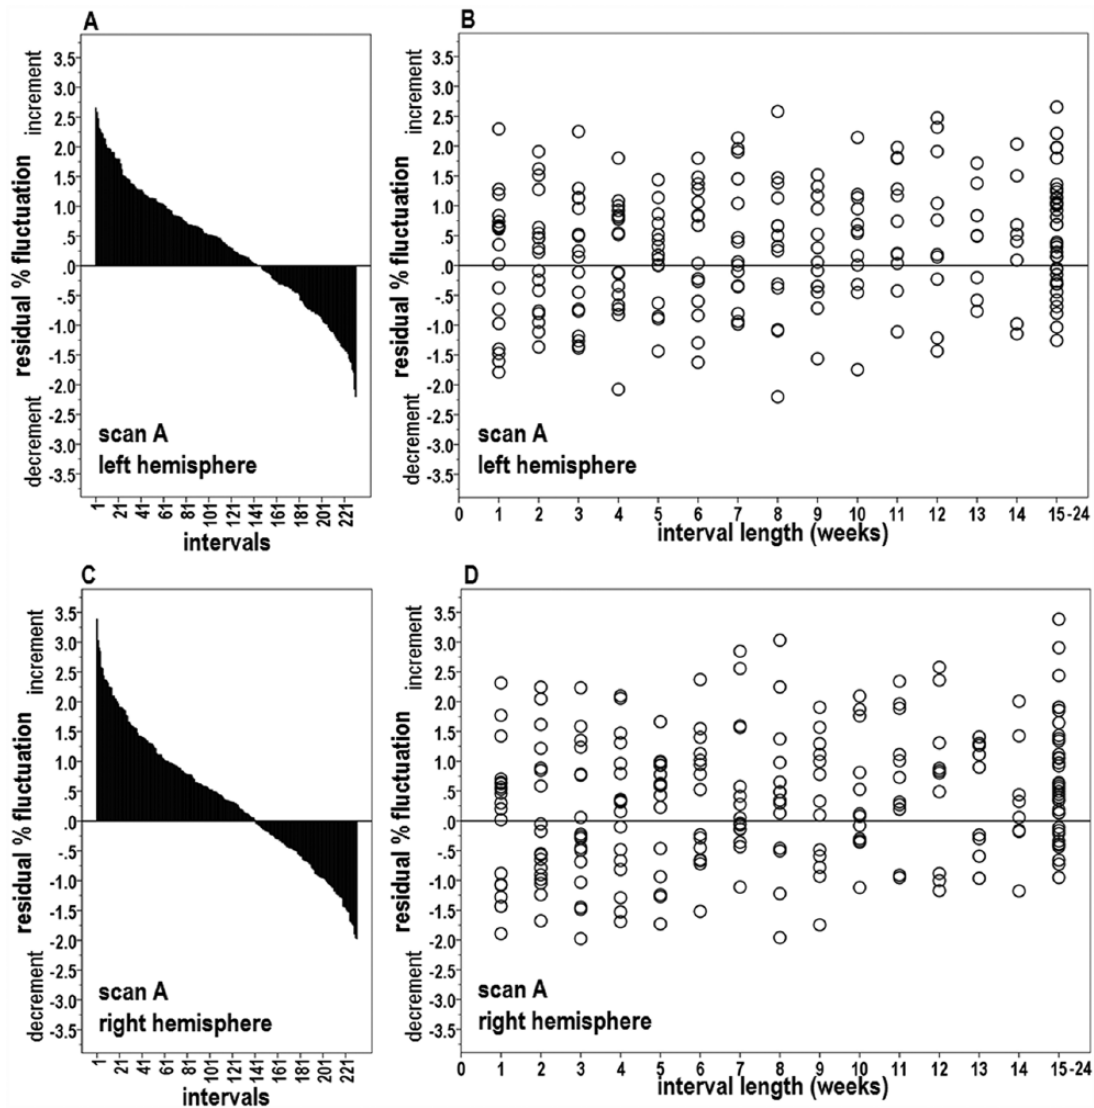 A
increment
residual % fluctuation
decrement
3.5
3.0
2.5
2.0
1.5
1.0
.5
.0
-.5
-1.0
-1.5
-2.0
-2.5
-3.0
-3.5
scan A
left hemisphere
1 21 41 61 81 101 121 141 161 181 201 221
intervals
B
increment
residual % fluctuation
decrement
3.5
3.0
2.5
2.0
1.5
1.0
.5
.0
-.5
-1.0
-1.5
-2.0
-2.5
-3.0
-3.5
scan A
left hemisphere
0 1 2 3 4 5 6 7 8 9 10 11 12 13 14 15-24
interval length (weeks)
C
increment
residual % fluctuation
decrement
3.5
3.0
2.5
2.0
1.5
1.0
.5
.0
-.5
-1.0
-1.5
-2.0
-2.5
-3.0
-3.5
scan A
right hemisphere
1 21 41 61 81 101 121 141 161 181 201 221
intervals
D
increment
residual % fluctuation
decrement
3.5
3.0
2.5
2.0
1.5
1.0
.5
.0
-.5
-1.0
-1.5
-2.0
-2.5
-3.0
-3.5
scan A
right hemisphere
0 1 2 3 4 5 6 7 8 9 10 11 12 13 14 15-24
interval length (weeks)